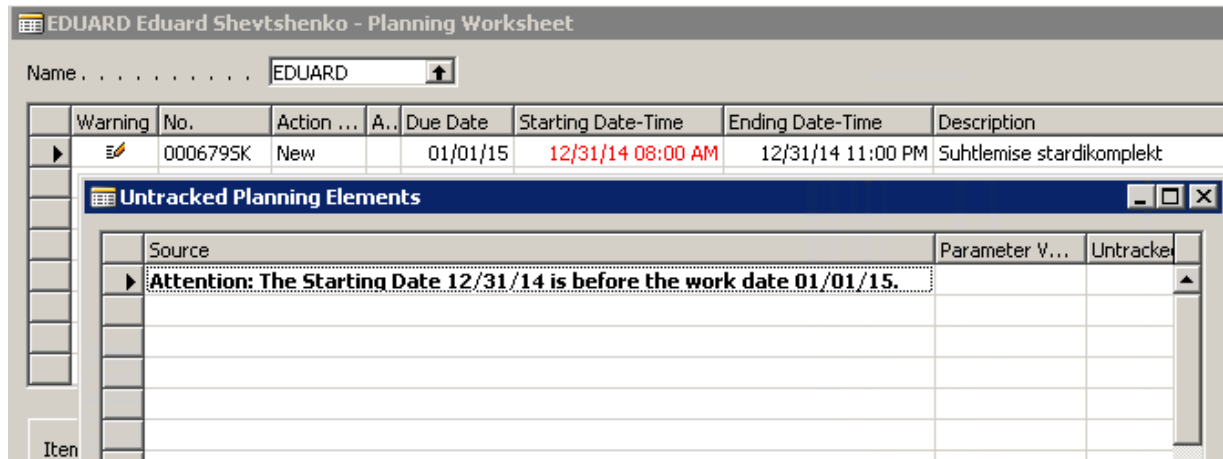 EDUARD Eduard Shevtshenko - Planning Worksheet
Name . . . . . . . . . . EDUARD
Warning No. Action ... A.. Due Date Starting Date-Time Ending Date-Time Description
000679SK New 01/01/15 12/31/14 08:00 AM 12/31/14 11:00 PM Suhtlemise stardikomplekt
Untracked Planning Elements
Source Parameter V... Untracked
Attention: The Starting Date 12/31/14 is before the work date 01/01/15.
Iten